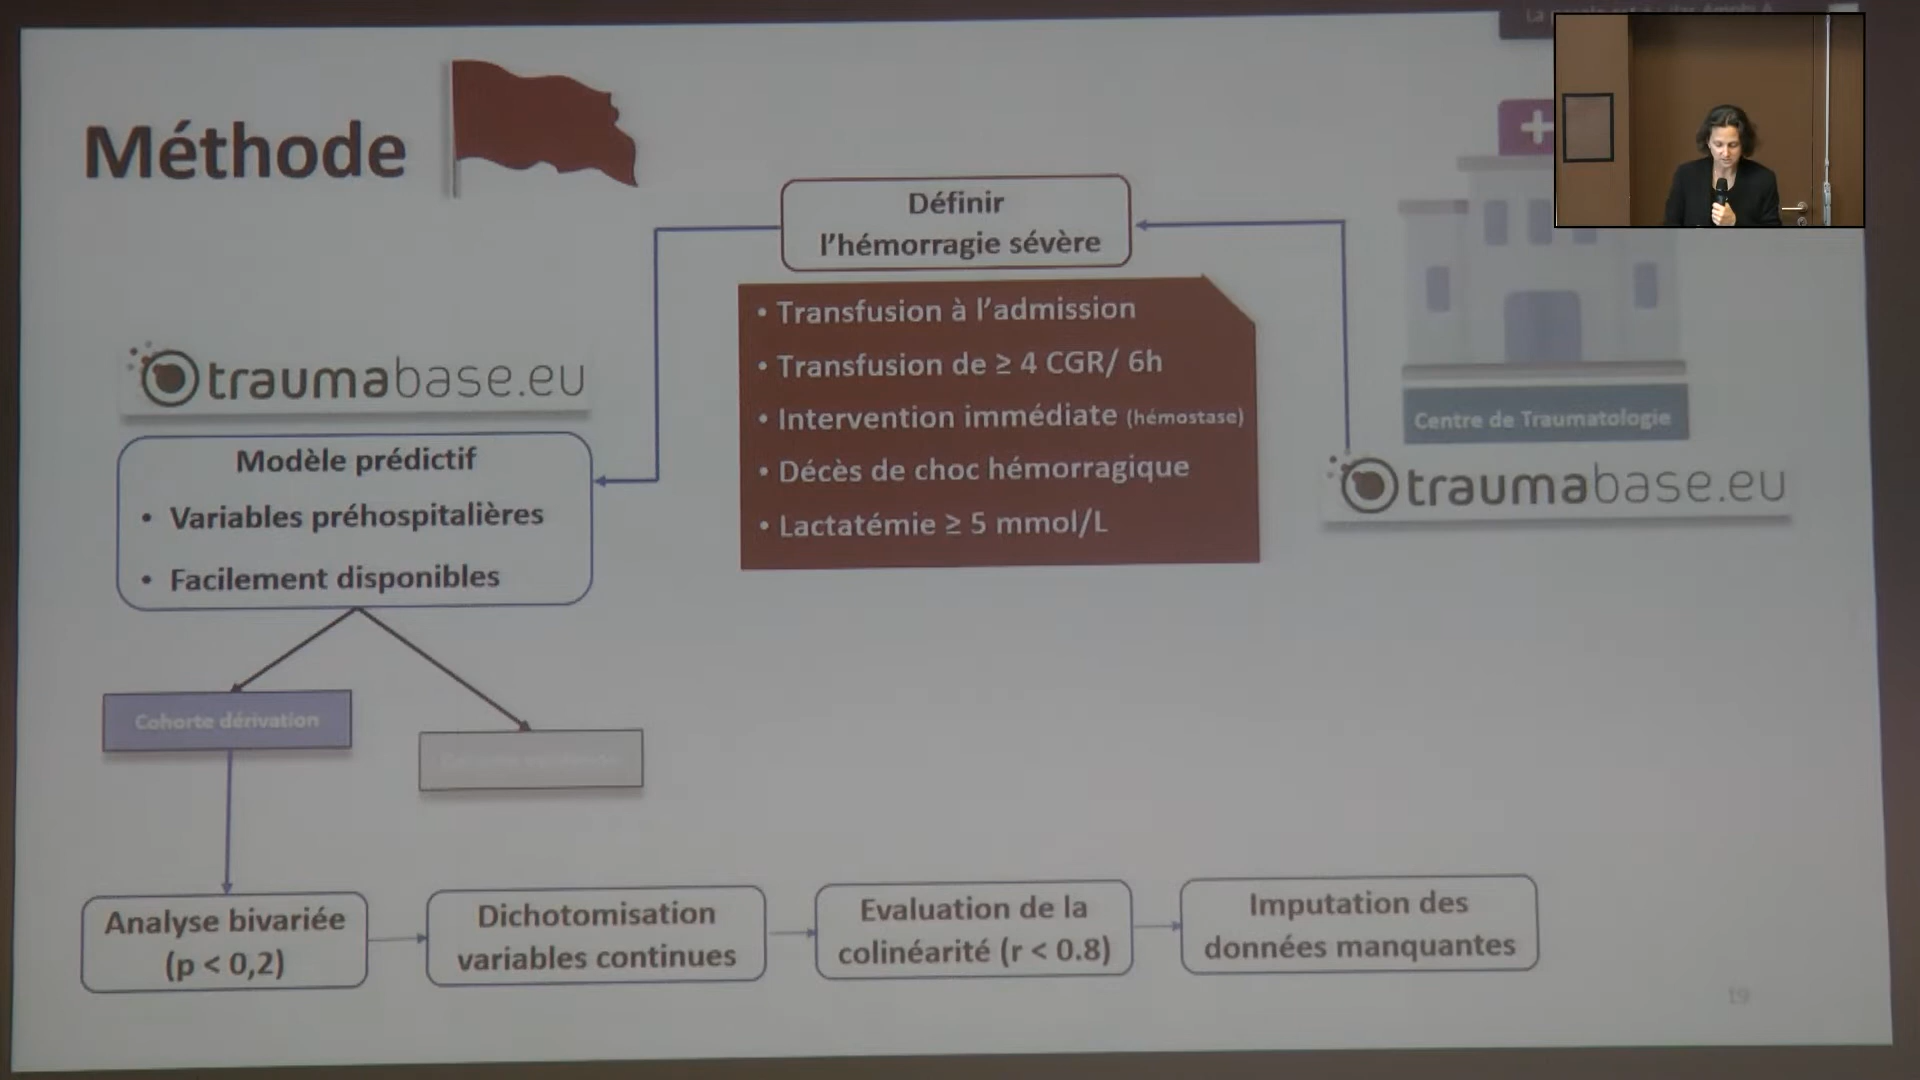 Méthode
Définir
l'hémorragie sévère
• Transfusion à l'admission
• Transfusion de ≥ 4 CGR/ 6h
• Intervention immédiate (hémostase)
• Décès de choc hémorragique
• Lactatémie ≥ 5 mmol/L
Centre de Traumatologie
traumabase.eu
traumabase.eu
Modèle prédictif
• Variables préhospitalières
• Facilement disponibles
Cohorte dérivation
Analyse bivariée
(p < 0,2)
Dichotomisation
variables continues
Evaluation de la
colinéarité (r < 0.8)
Imputation des
données manquantes
19